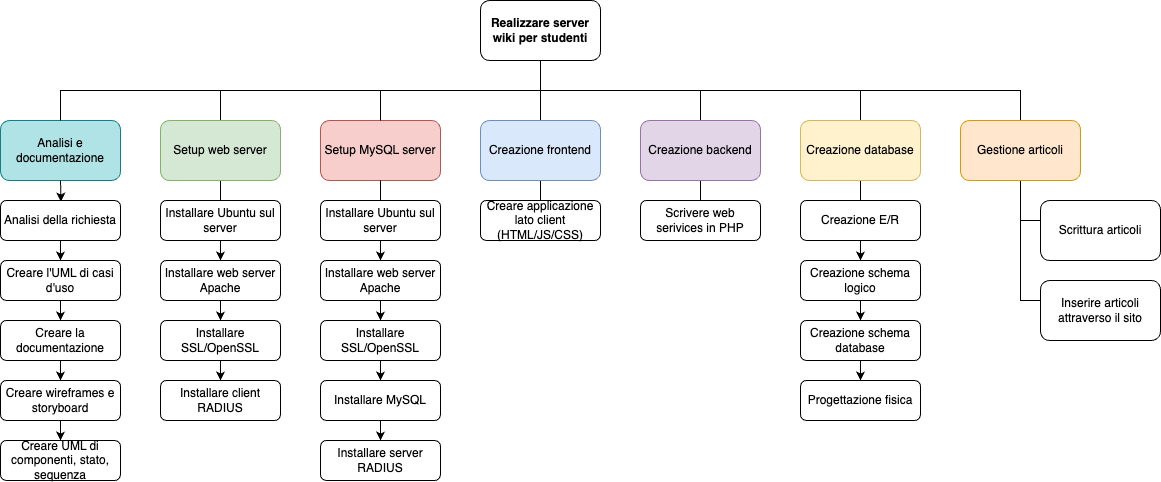 Realizzare server
wiki per studenti
Analisi e
documentazione
Setup web server
Setup MySQL server
Creazione frontend
Creazione backend
Creazione database
Gestione articoli
Analisi della richiesta
Creare l'UML di casi
d'uso
Creare la
documentazione
Creare wireframes e
storyboard
Creare UML di
componenti, stato,
sequenza
Installare Ubuntu sul
server
Installare web server
Apache
Installare
SSL/OpenSSL
Installare client
RADIUS
Installare Ubuntu sul
server
Installare web server
Apache
Installare
SSL/OpenSSL
Installare MySQL
Installare server
RADIUS
Creare applicazione
lato client
(HTML/JS/CSS)
Scrivere web
serivices in PHP
Creazione E/R
Creazione schema
logico
Creazione schema
database
Progettazione fisica
Scrittura articoli
Inserire articoli
attraverso il sito